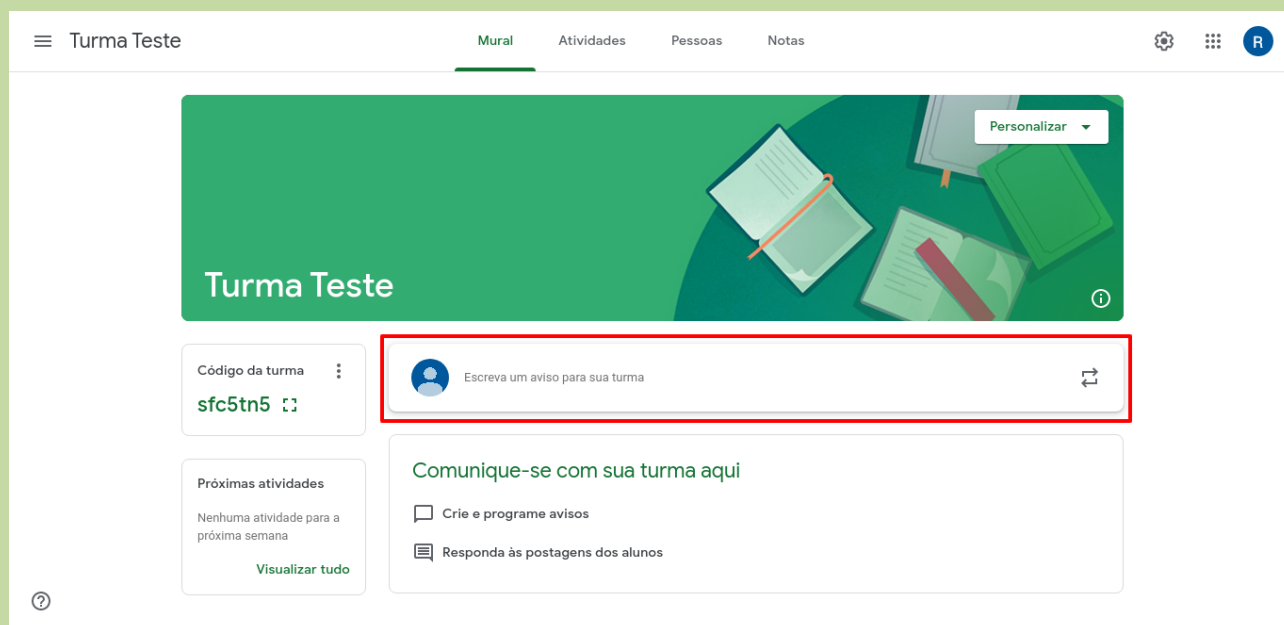 Turma Teste
Mural
Atividades
Pessoas
Notas
R
Personalizar
Turma Teste
Código da turma
sfc5tn5
Escreva um aviso para sua turma
Próximas atividades
Nenhuma atividade para a
próxima semana
Visualizar tudo
Comunique-se com sua turma aqui
Crie e programe avisos
Responda às postagens dos alunos